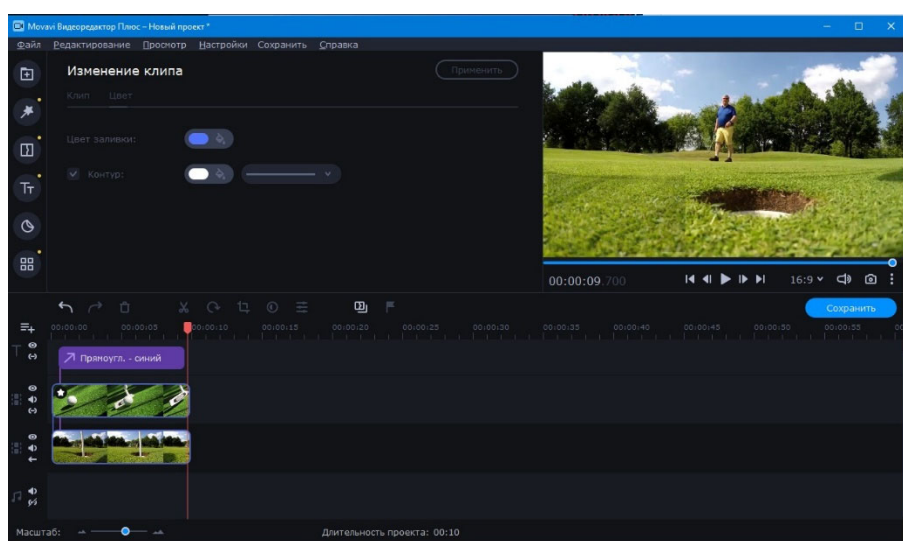 Movavi Видеоредактор Плюс – Новый проект *
Файл Редактирование Просмотр Настройки Сохранить Справка
Изменение клипа
Применить
Клип Цвет
Цвет заливки:
Контур:
00:00:09.700
16:9
Сохранить
00:00:00 00:00:05 00:00:10 00:00:15 00:00:20 00:00:25 00:00:30 00:00:35 00:00:40 00:00:45 00:00:50 00:00:55
Прямоугл. - синий
Масштаб:
Длительность проекта: 00:10